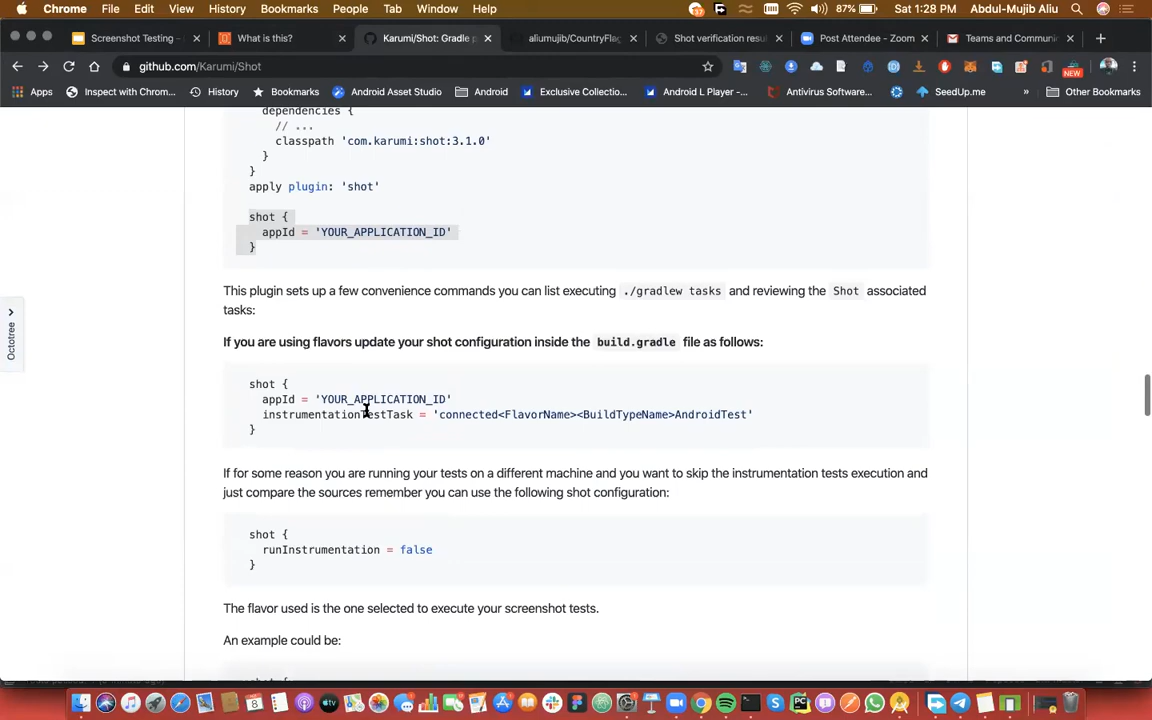 Chrome File Edit View History Bookmarks People Tab Window Help 87% Sat 1:28 PM Abdul-Mujib Aliu
Screenshot Testing - × What is this? × Karumi/Shot: Gradle p × aliumujib/CountryFlag × Shot verification resul × Post Attendee - Zoom × Teams and Communi ×
github.com/Karumi/Shot
NEW
Apps Inspect with Chrom... History Bookmarks Android Asset Studio Android Exclusive Collectio... Android L Player -... Antivirus Software... SeedUp.me » Other Bookmarks
dependencies {
// ...
classpath 'com.karumi:shot:3.1.0'
}
}
apply plugin: 'shot'
shot {
appId = 'YOUR_APPLICATION_ID'
}
This plugin sets up a few convenience commands you can list executing ./gradlew tasks and reviewing the Shot associated
tasks:
Octotree
If you are using flavors update your shot configuration inside the build.gradle file as follows:
shot {
appId = 'YOUR_APPLICATION_ID'
instrumentationTestTask = 'connected<FlavorName><BuildTypeName>AndroidTest'
}
If for some reason you are running your tests on a different machine and you want to skip the instrumentation tests execution and
just compare the sources remember you can use the following shot configuration:
shot {
runInstrumentation = false
}
The flavor used is the one selected to execute your screenshot tests.
An example could be: